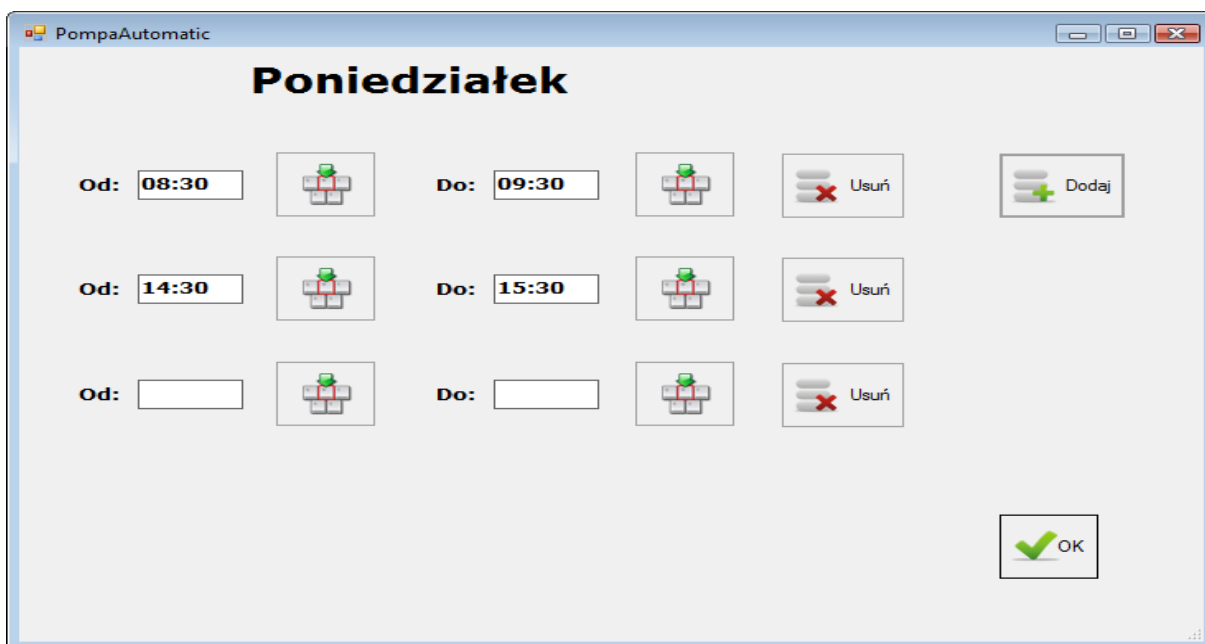 PompaAutomatic
Poniedziałek
Od: 08:30 Do: 09:30 Usuń Dodaj
Od: 14:30 Do: 15:30 Usuń
Od: Do: Usuń
OK